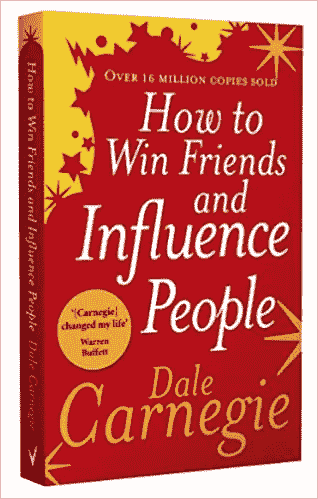 How to Win Friends and Influence People Dale Carnegie
OVER 16 MILLION COPIES SOLD
How to
Win Friends
and
Influence
People
'[Carnegie]
changed my life'
Warren
Buffett
Dale
Carnegie